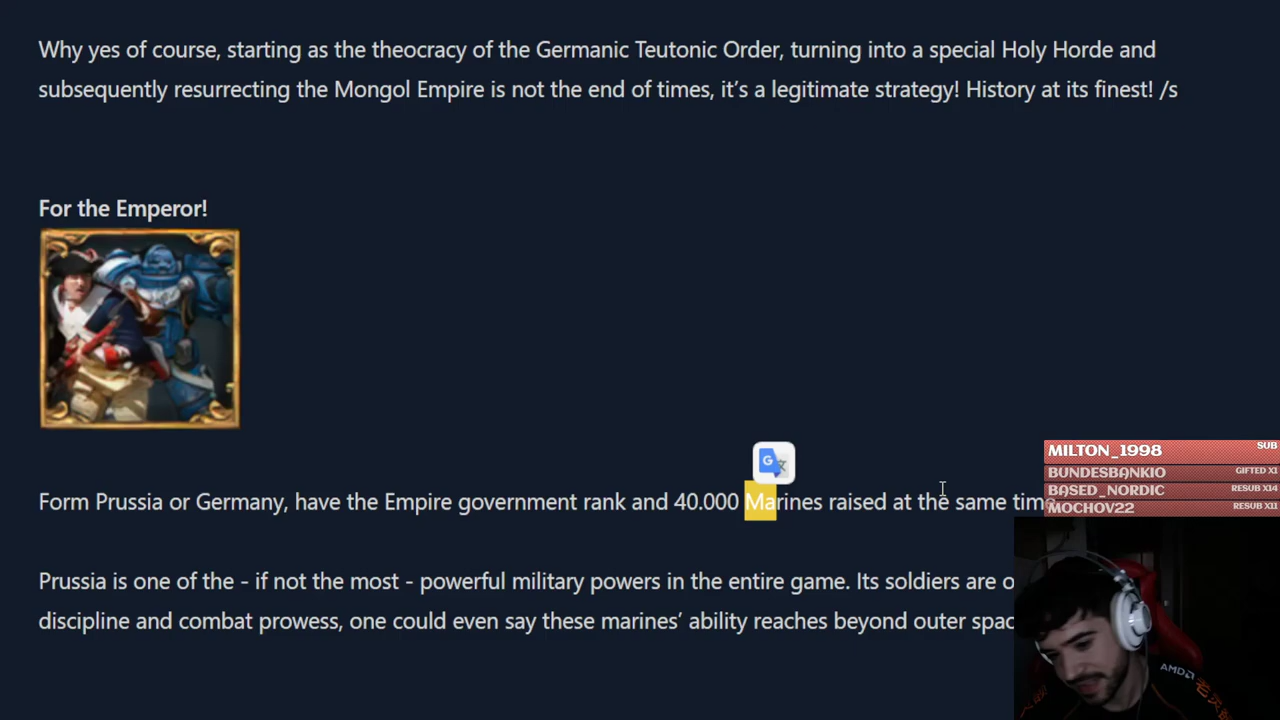 Why yes of course, starting as the theocracy of the Germanic Teutonic Order, turning into a special Holy Horde and
subsequently resurrecting the Mongol Empire is not the end of times, it's a legitimate strategy! History at its finest! /s
For the Emperor!
Form Prussia or Germany, have the Empire government rank and 40.000 Marines raised at the same time
MILTON_1998 SUB
BUNDESBANKIO GIFTED X1
BASED_NORDIC RESUB X14
MOCHOV22 RESUB X11
Prussia is one of the - if not the most - powerful military powers in the entire game. Its soldiers are
discipline and combat prowess, one could even say these marines' ability reaches beyond outer
AMD